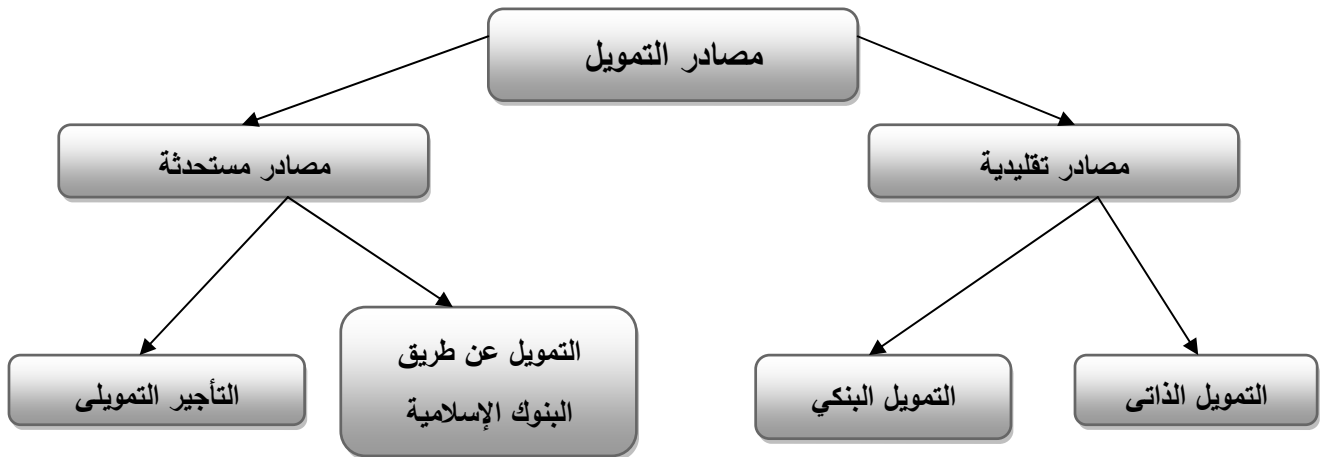 مصادر التمويل
مصادر تقليدية
مصادر مستحدثة
التمويل الذاتى
التمويل البنكي
التمويل عن طريق
البنوك الإسلامية
التأجير التمويلى